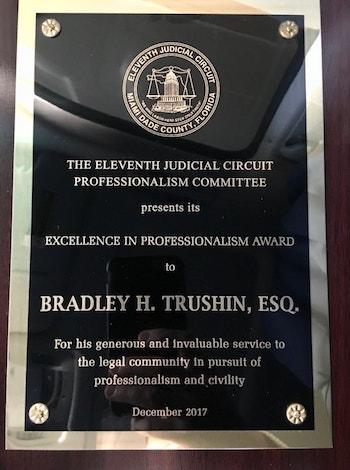 ELEVENTH JUDICIAL CIRCUIT
MIAMI DADE COUNTY, FLORIDA
THE ELEVENTH JUDICIAL CIRCUIT
PROFESSIONALISM COMMITTEE
presents its
EXCELLENCE IN PROFESSIONALISM AWARD
to
BRADLEY H. TRUSHIN, ESQ.
For his generous and invaluable service to
the legal community in pursuit of
professionalism and civility
December 2017